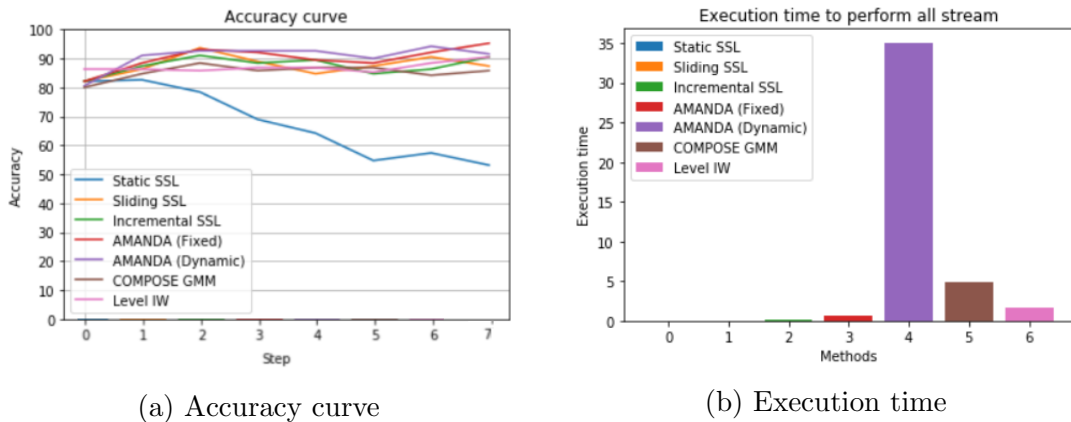 Accuracy curve
100
90
80
70
60
50
40
30
20
10
0
Accuracy
Static SSL
Sliding SSL
Incremental SSL
AMANDA (Fixed)
AMANDA (Dynamic)
COMPOSE GMM
Level IW
0 1 2 3 4 5 6 7
Step
(a) Accuracy curve
Execution time to perform all stream
35
30
25
20
15
10
5
0
Execution time
Static SSL
Sliding SSL
Incremental SSL
AMANDA (Fixed)
AMANDA (Dynamic)
COMPOSE GMM
Level IW
0 1 2 3 4 5 6
Methods
(b) Execution time